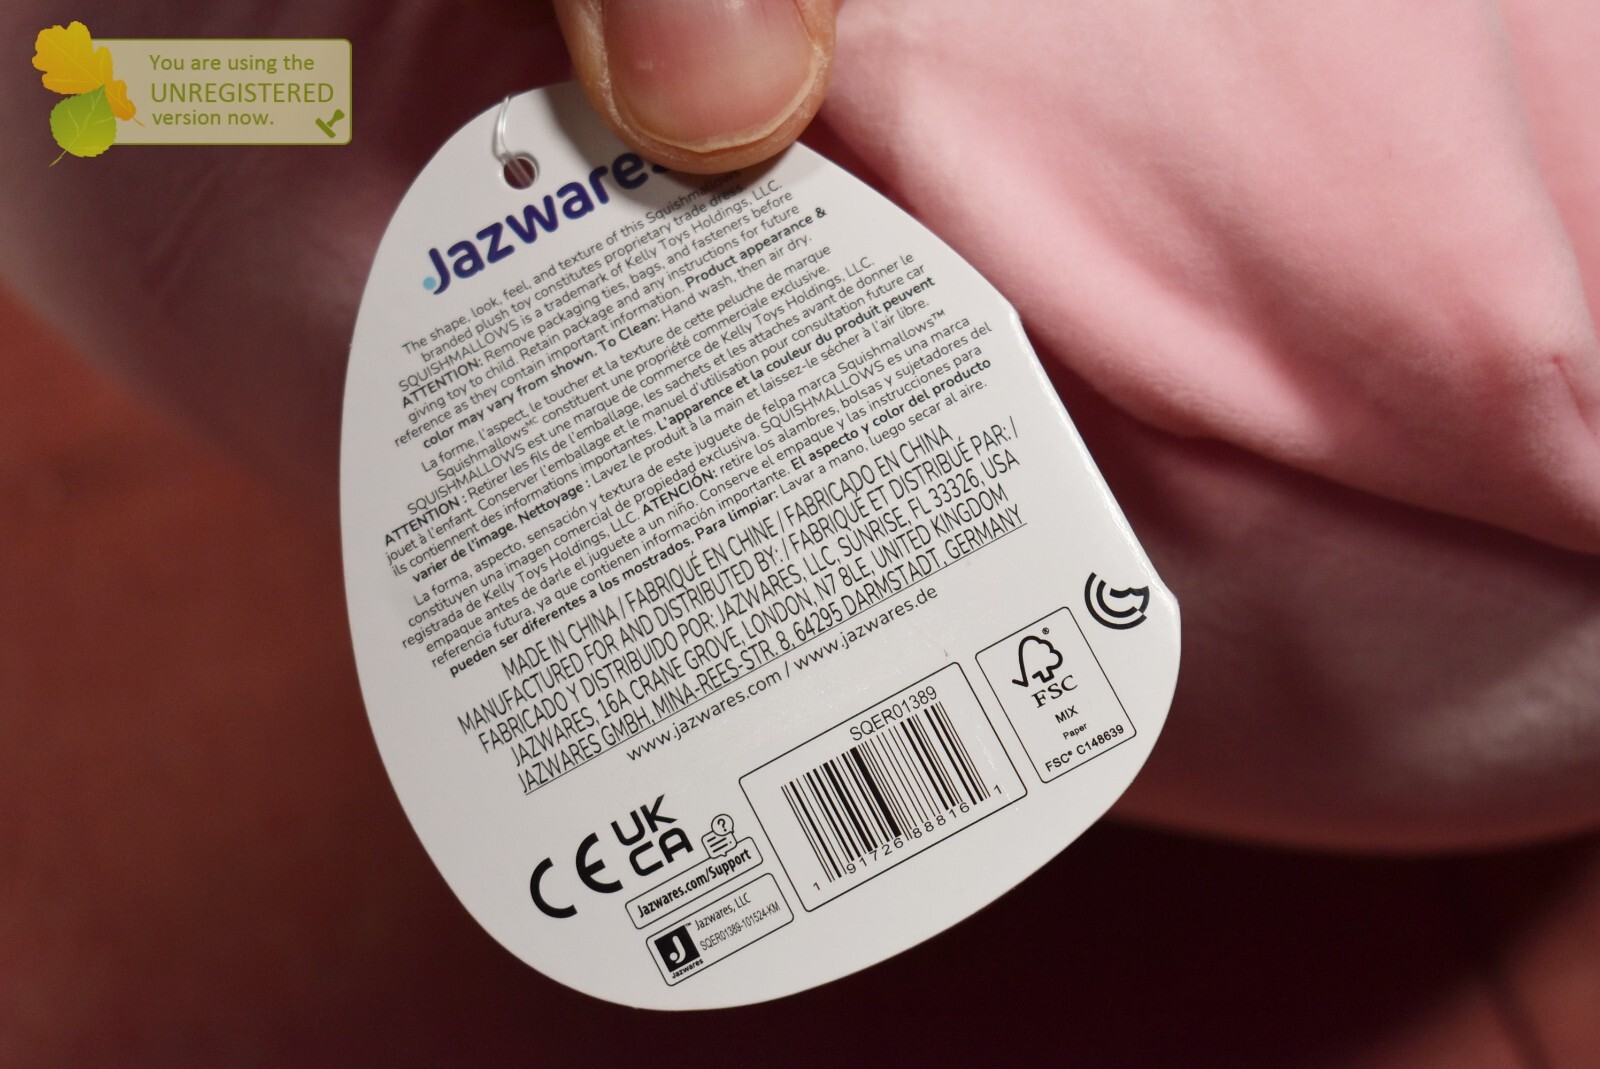 You are using the
UNREGISTERED
version now.
Jazwares
The shape, look, feel, and texture of this Squishmallows
branded plush toy constitutes proprietary trade dress.
SQUISHMALLOWS is a trademark of Kelly Toys Holdings, LLC.
ATTENTION: Remove packaging ties, bags, and fasteners before
giving toy to child. Retain package and any instructions for future
reference as they contain important information. Product appearance &
color may vary from shown. To Clean: Hand wash, then air dry.
La forme, l'aspect, le toucher et la texture de cette peluche de marque
Squishmallows MC constituent une propriété commerciale exclusive.
SQUISHMALLOWS est une marque de commerce de Kelly Toys Holdings, LLC.
ATTENTION : Retirer les fils de l'emballage, les sachets et les attaches avant de donner le
jouet à l'enfant. Conserver l'emballage et le manuel d'utilisation pour consultation future car
ils contiennent des informations importantes. L'apparence et la couleur du produit peuvent
varier de l'image. Nettoyage : Lavez le produit à la main et laissez-le sécher à l'air libre.
La forma, aspecto, sensación y textura de este juguete de felpa marca Squishmallows™
constituyen una imagen comercial de propiedad exclusiva. SQUISHMALLOWS es una marca
registrada de Kelly Toys Holdings, LLC. ATENCIÓN: retire los alambres, bolsas y sujetadores del
empaque antes de darle el juguete a un niño. Conserve el empaque y las instrucciones para
referencia futura, ya que contienen información importante. El aspecto y color del producto
pueden ser diferentes a los mostrados. Para limpiar: Lavar a mano, luego secar al aire.
MADE IN CHINA / FABRIQUÉ EN CHINE / FABRICADO EN CHINA
MANUFACTURED FOR AND DISTRIBUTED BY: / FABRIQUÉ ET DISTRIBUÉ PAR: /
FABRICADO Y DISTRIBUIDO POR: JAZWARES, LLC, SUNRISE, FL 33326, USA
JAZWARES, 16A CRANE GROVE, LONDON, N7 8LE, UNITED KINGDOM
JAZWARES GMBH, MINA-REES-STR. 8, 64295 DARMSTADT, GERMANY
www.jazwares.com / www.jazwares.de
CE UK CA
?
Jazwares.com/Support
J™
Jazwares
Jazwares, LLC
SQER01389-101524-KM
SQER01389
1 91726 88816 1
FSC®
MIX
Paper
FSC® C148639